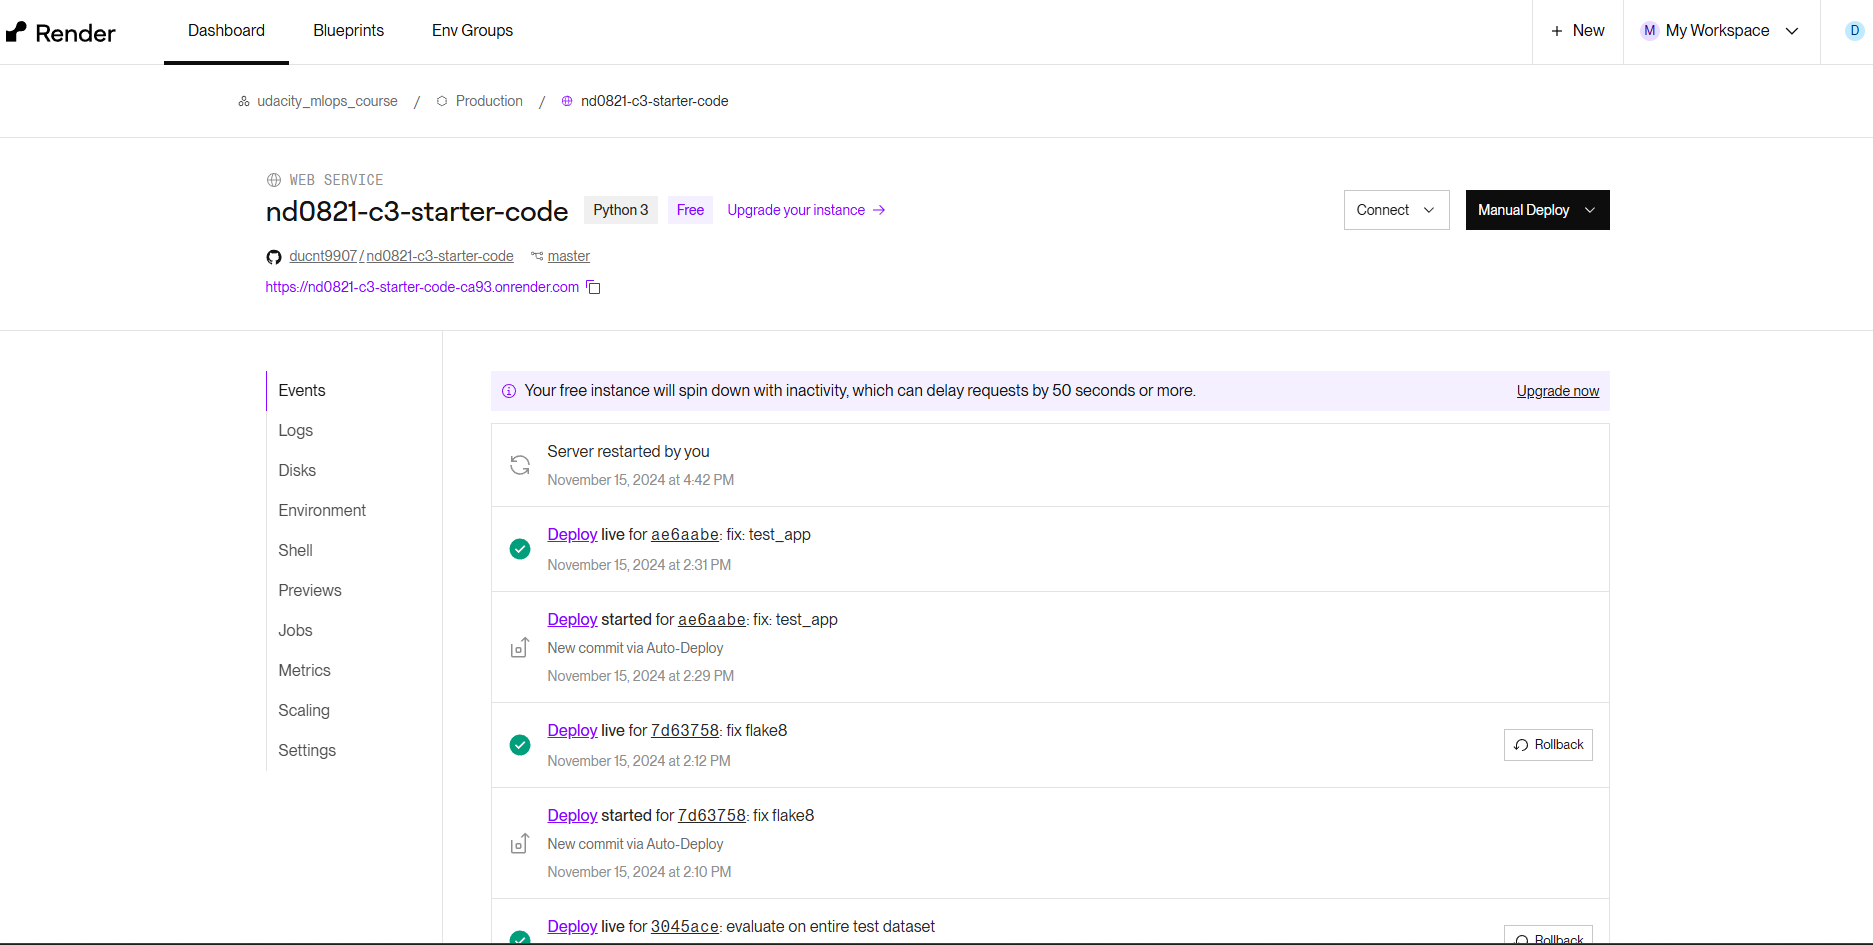 Render Dashboard Blueprints Env Groups + New M My Workspace D
udacity_mlops_course / Production / nd0821-c3-starter-code
WEB SERVICE
nd0821-c3-starter-code Python 3 Free Upgrade your instance → Connect Manual Deploy
ducnt9907 / nd0821-c3-starter-code master
https://nd0821-c3-starter-code-ca93.onrender.com
Events
Logs
Disks
Environment
Shell
Previews
Jobs
Metrics
Scaling
Settings
Your free instance will spin down with inactivity, which can delay requests by 50 seconds or more. Upgrade now
Server restarted by you
November 15, 2024 at 4:42 PM
Deploy live for ae6aabe: fix: test_app
November 15, 2024 at 2:31 PM
Deploy started for ae6aabe: fix: test_app
New commit via Auto-Deploy
November 15, 2024 at 2:29 PM
Deploy live for 7d63758: fix flake8
November 15, 2024 at 2:12 PM
Rollback
Deploy started for 7d63758: fix flake8
New commit via Auto-Deploy
November 15, 2024 at 2:10 PM
Deploy live for 3045ace: evaluate on entire test dataset
Rollback